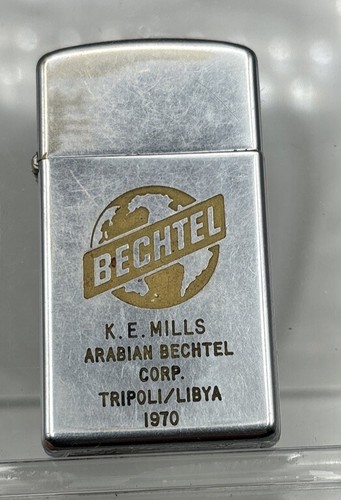 BECHTEL
K. E. MILLS
ARABIAN BECHTEL
CORP.
TRIPOLI/LIBYA
1970